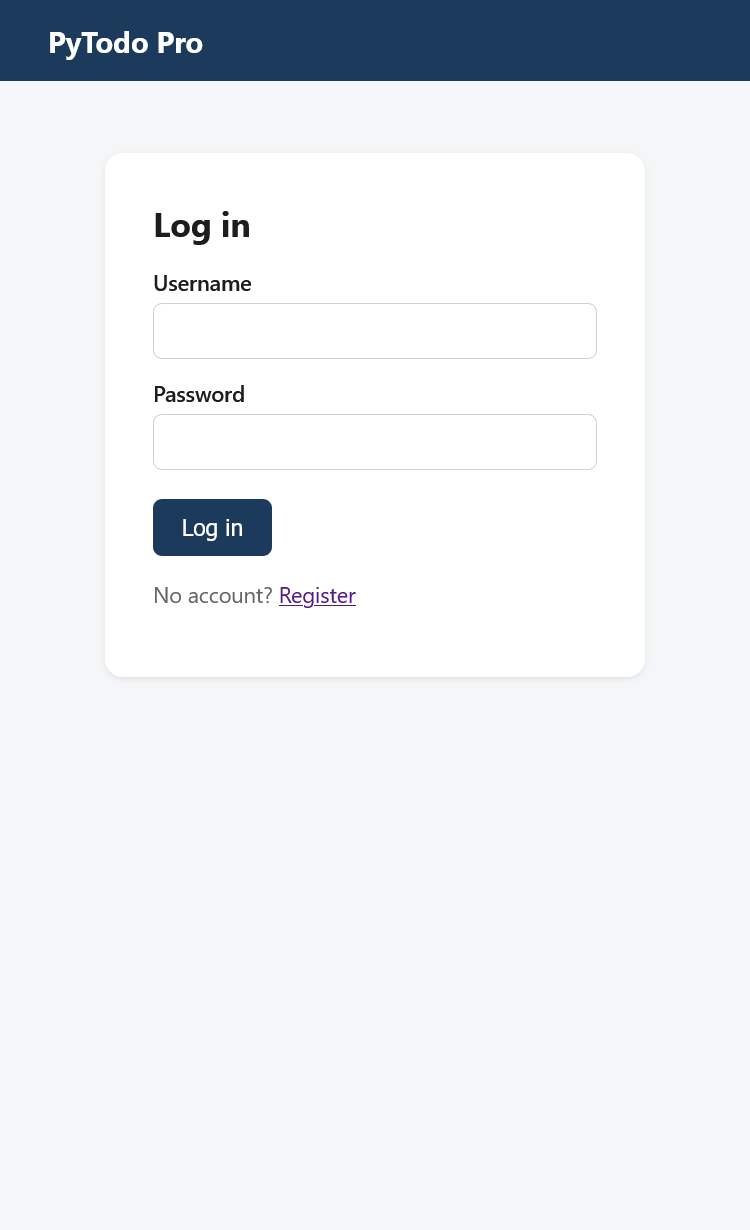 PyTodo Pro
Log in
Username
Password
Log in
No account? Register